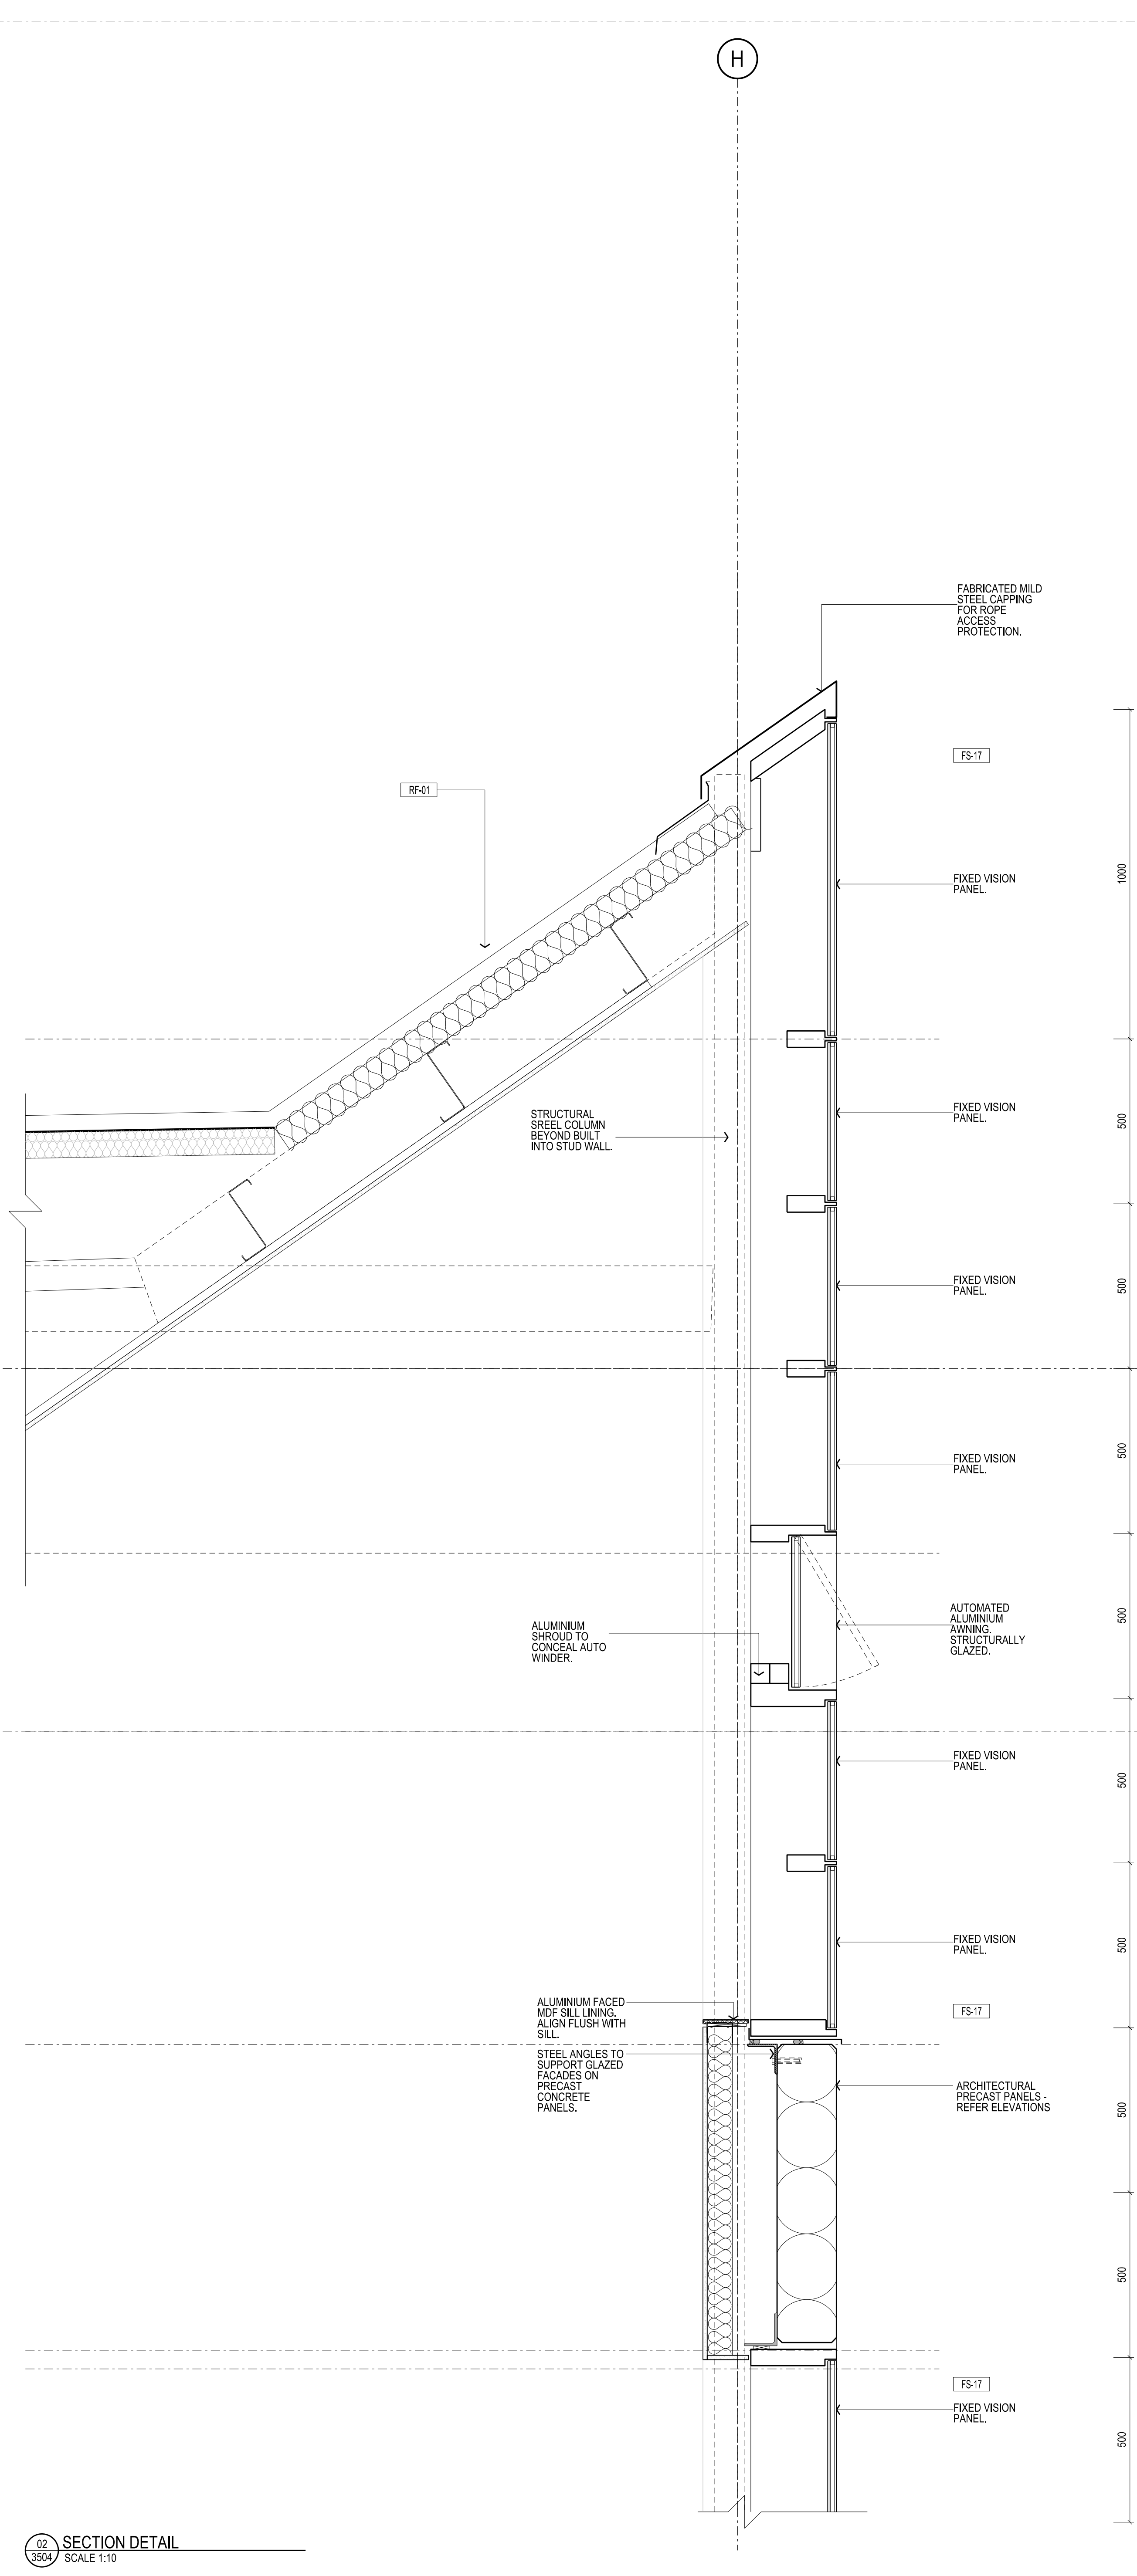 H
FABRICATED MILD
STEEL CAPPING
FOR ROPE
ACCESS
PROTECTION.
FS-17
RF-01
1000
FIXED VISION
PANEL.
STRUCTURAL
SREEL COLUMN
BEYOND BUILT
INTO STUD WALL.
FIXED VISION
PANEL.
500
FIXED VISION
PANEL.
500
FIXED VISION
PANEL.
500
ALUMINIUM
SHROUD TO
CONCEAL AUTO
WINDER.
AUTOMATED
ALUMINIUM
AWNING.
STRUCTURALLY
GLAZED.
500
FIXED VISION
PANEL.
500
FIXED VISION
PANEL.
500
ALUMINIUM FACED
MDF SILL LINING.
ALIGN FLUSH WITH
SILL.
FS-17
STEEL ANGLES TO
SUPPORT GLAZED
FACADES ON
PRECAST
CONCRETE
PANELS.
ARCHITECTURAL
PRECAST PANELS -
REFER ELEVATIONS
500
500
FS-17
FIXED VISION
PANEL.
500
02
3504
SECTION DETAIL
SCALE 1:10